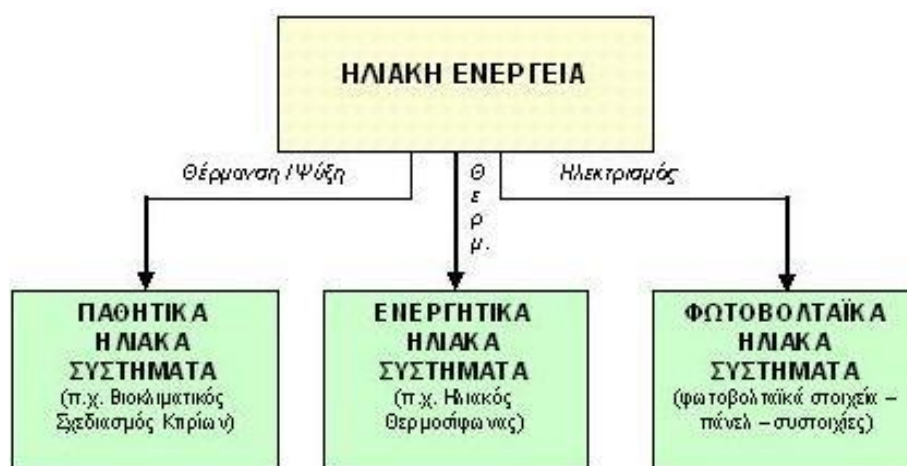 ΗΛΙΑΚΗ ΕΝΕΡΓΕΙΑ
Θέρμανση / Ψύξη
Θερμ.
Ηλεκτρισμός
ΠΑΘΗΤΙΚΑ
ΗΛΙΑΚΑ
ΣΥΣΤΗΜΑΤΑ
(π.χ. Βιοκλιματικός
Σχεδιασμός Κτιρίων)
ΕΝΕΡΓΗΤΙΚΑ
ΗΛΙΑΚΑ
ΣΥΣΤΗΜΑΤΑ
(π.χ. Ηλιακός
Θερμοσίφωνας)
ΦΩΤΟΒΟΛΤΑΪΚΑ
ΗΛΙΑΚΑ
ΣΥΣΤΗΜΑΤΑ
(φωτοβολταϊκά στοιχεία –
πάνελ – συστοιχίες)